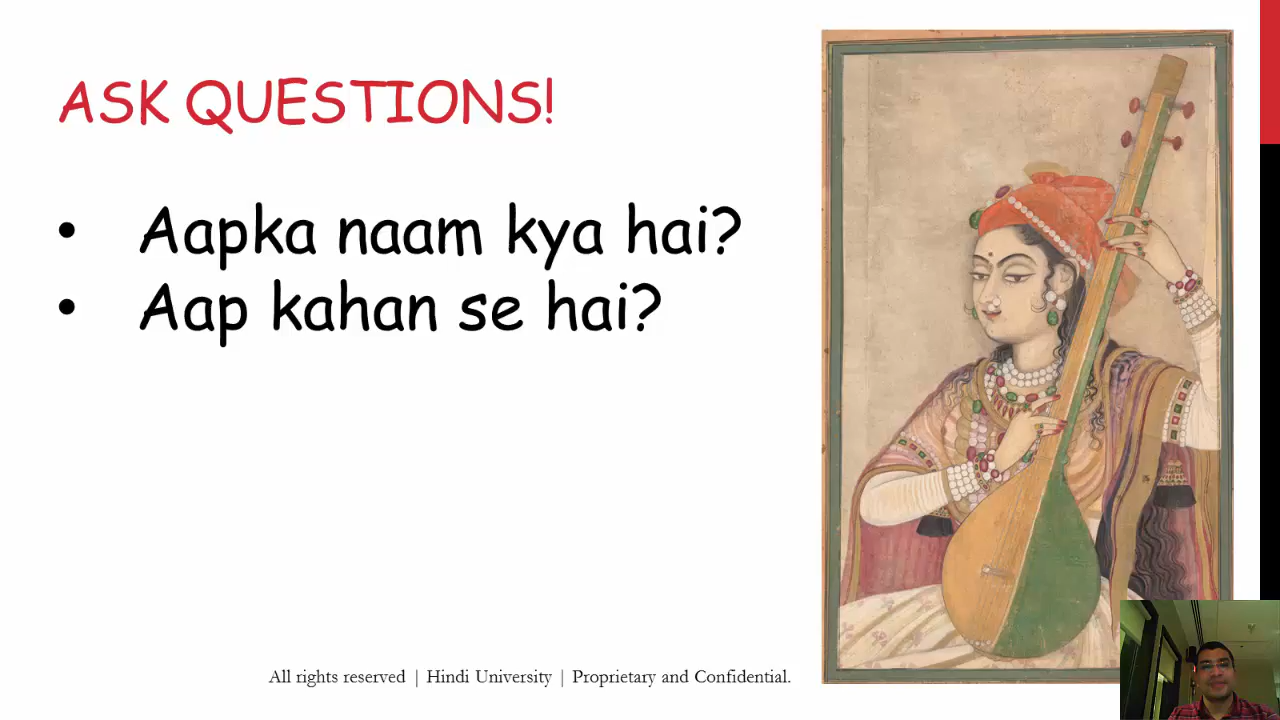 ASK QUESTIONS!
• Aapka naam kya hai?
• Aap kahan se hai?
All rights reserved | Hindi University | Proprietary and Confidential.